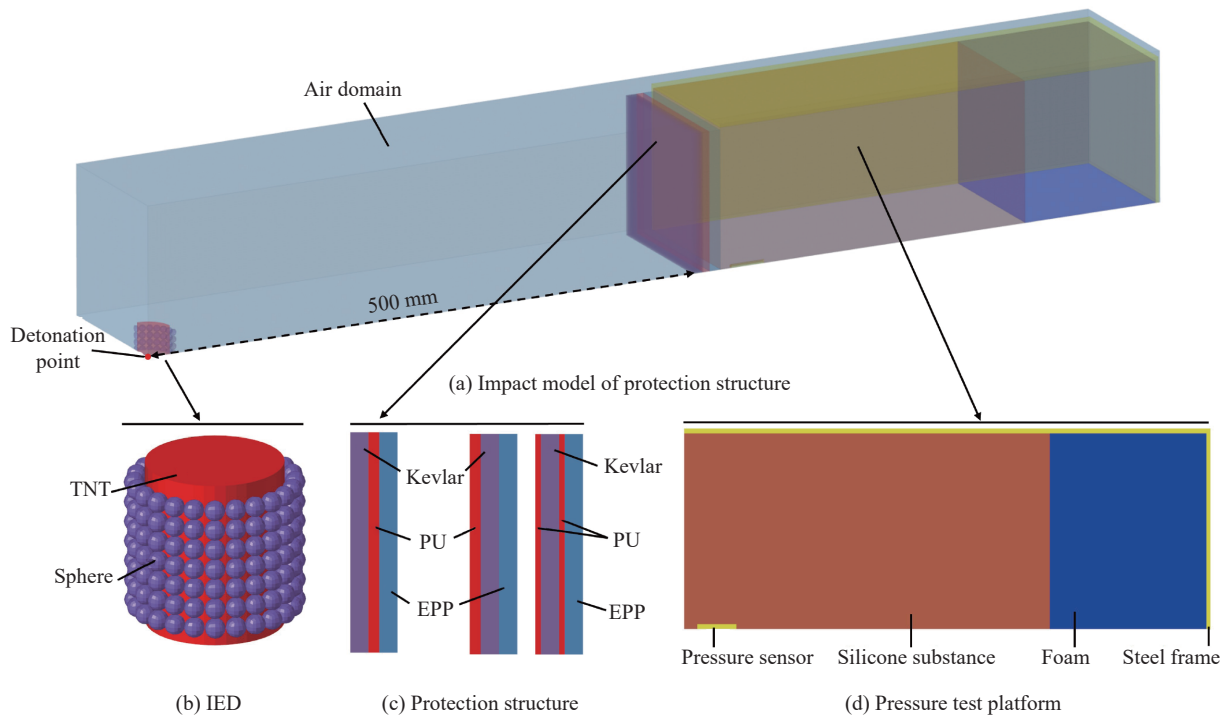 Air domain
500 mm
Detonation
point
(a) Impact model of protection structure
TNT
Sphere
(b) IED
Kevlar
Kevlar
PU
PU
EPP
EPP
(c) Protection structure
Pressure sensor
Silicone substance
Foam
Steel frame
(d) Pressure test platform